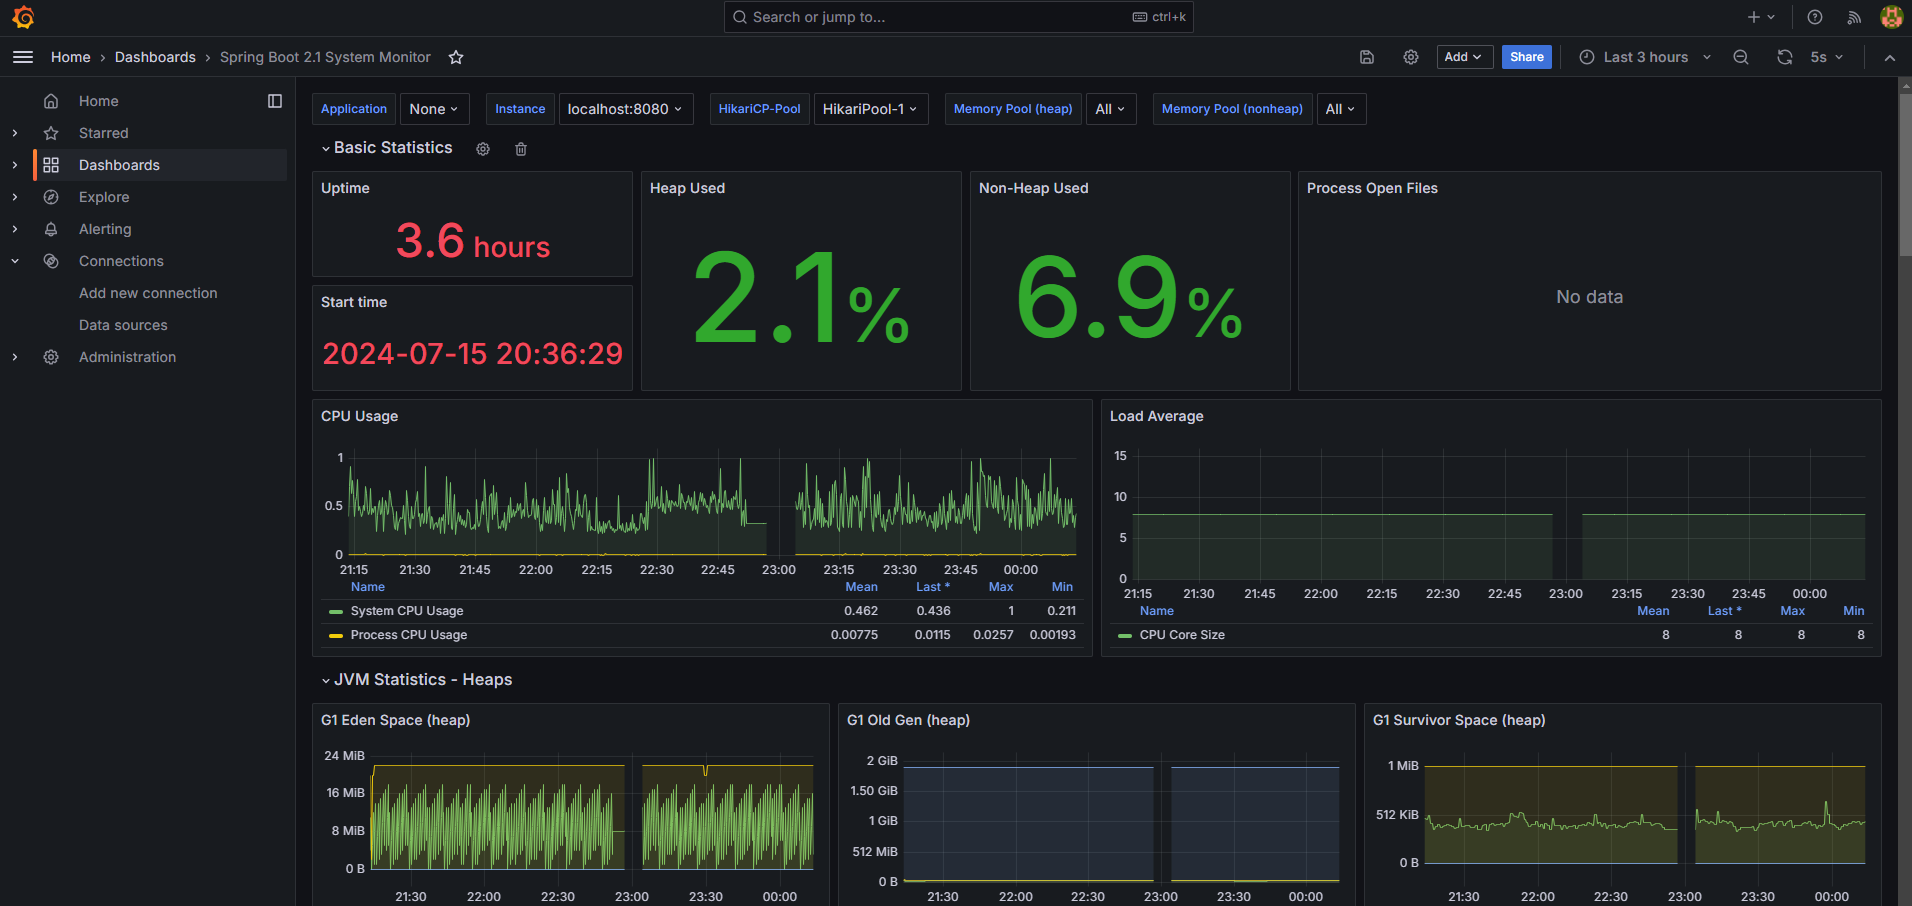 Search or jump to... ctrl+k
Home › Dashboards › Spring Boot 2.1 System Monitor
Add Share Last 3 hours 5s
Home
Starred
Dashboards
Explore
Alerting
Connections
Add new connection
Data sources
Administration
Application None Instance localhost:8080 HikariCP-Pool HikariPool-1 Memory Pool (heap) All Memory Pool (nonheap) All
Basic Statistics
Uptime
3.6 hours
Start time
2024-07-15 20:36:29
Heap Used
2.1%
Non-Heap Used
6.9%
Process Open Files
No data
CPU Usage
1
0.5
0
21:15 21:30 21:45 22:00 22:15 22:30 22:45 23:00 23:15 23:30 23:45 00:00
Name Mean Last * Max Min
System CPU Usage 0.462 0.436 1 0.211
Process CPU Usage 0.00775 0.0115 0.0257 0.00193
Load Average
15
10
5
0
21:15 21:30 21:45 22:00 22:15 22:30 22:45 23:00 23:15 23:30 23:45 00:00
Name Mean Last * Max Min
CPU Core Size 8 8 8 8
JVM Statistics - Heaps
G1 Eden Space (heap)
24 MiB
16 MiB
8 MiB
0 B
21:30 22:00 22:30 23:00 23:30 00:00
G1 Old Gen (heap)
2 GiB
1.50 GiB
1 GiB
512 MiB
0 B
21:30 22:00 22:30 23:00 23:30 00:00
G1 Survivor Space (heap)
1 MiB
512 KiB
0 B
21:30 22:00 22:30 23:00 23:30 00:00